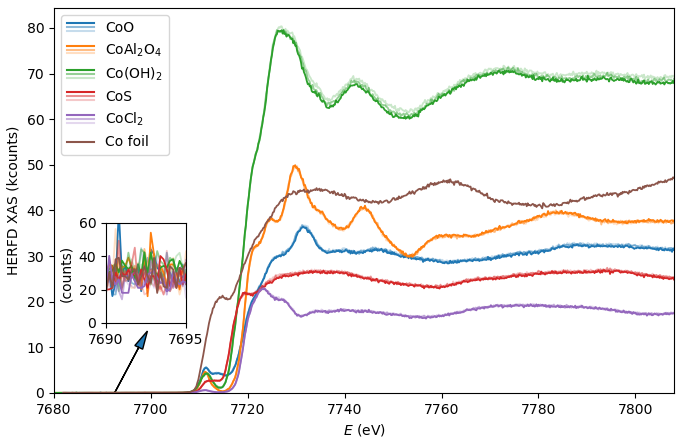 80
70
60
50
40
30
20
10
0
HERFD XAS (kcounts)
CoO
CoAl₂O₄
Co(OH)₂
CoS
CoCl₂
Co foil
60
40
20
0
(counts)
7690 7695
7680 7700 7720 7740 7760 7780 7800
E (eV)